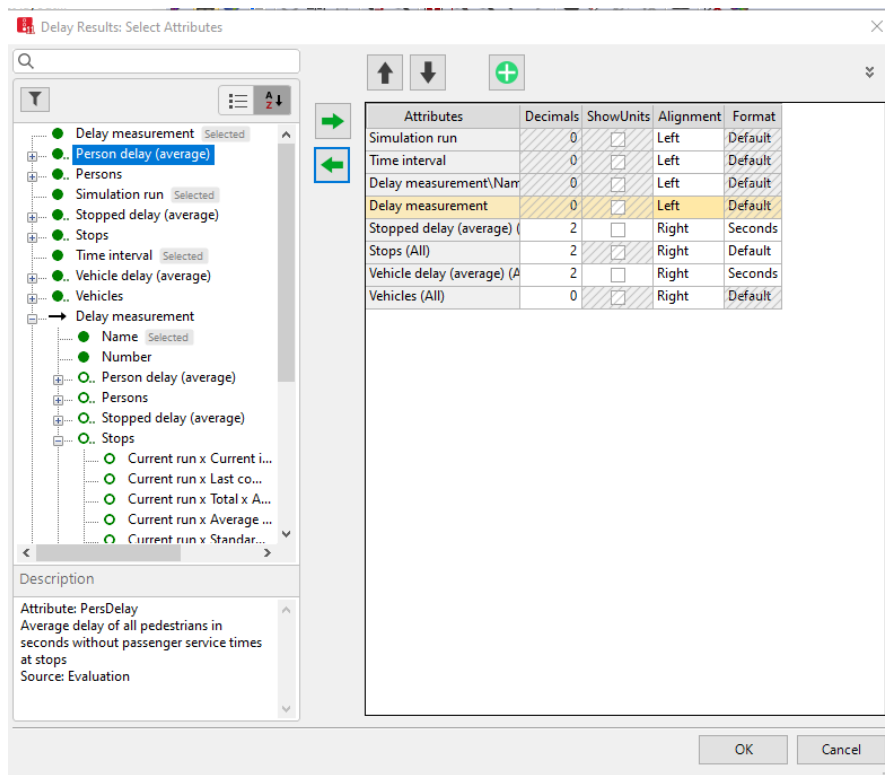 Delay Results: Select Attributes
Delay measurement Selected
Person delay (average)
Persons
Simulation run Selected
Stopped delay (average)
Stops
Time interval Selected
Vehicle delay (average)
Vehicles
Delay measurement
Name Selected
Number
Person delay (average)
Persons
Stopped delay (average)
Stops
Current run x Current i...
Current run x Last co...
Current run x Total x A...
Current run x Average ...
Current run x Standar...
Description
Attribute: PersDelay
Average delay of all pedestrians in
seconds without passenger service times
at stops
Source: Evaluation
Attributes Decimals ShowUnits Alignment Format
Simulation run 0 Left Default
Time interval 0 Left Default
Delay measurement\Nam 0 Left Default
Delay measurement 0 Left Default
Stopped delay (average) ( 2 Right Seconds
Stops (All) 2 Right Default
Vehicle delay (average) (A 2 Right Seconds
Vehicles (All) 0 Right Default
OK Cancel